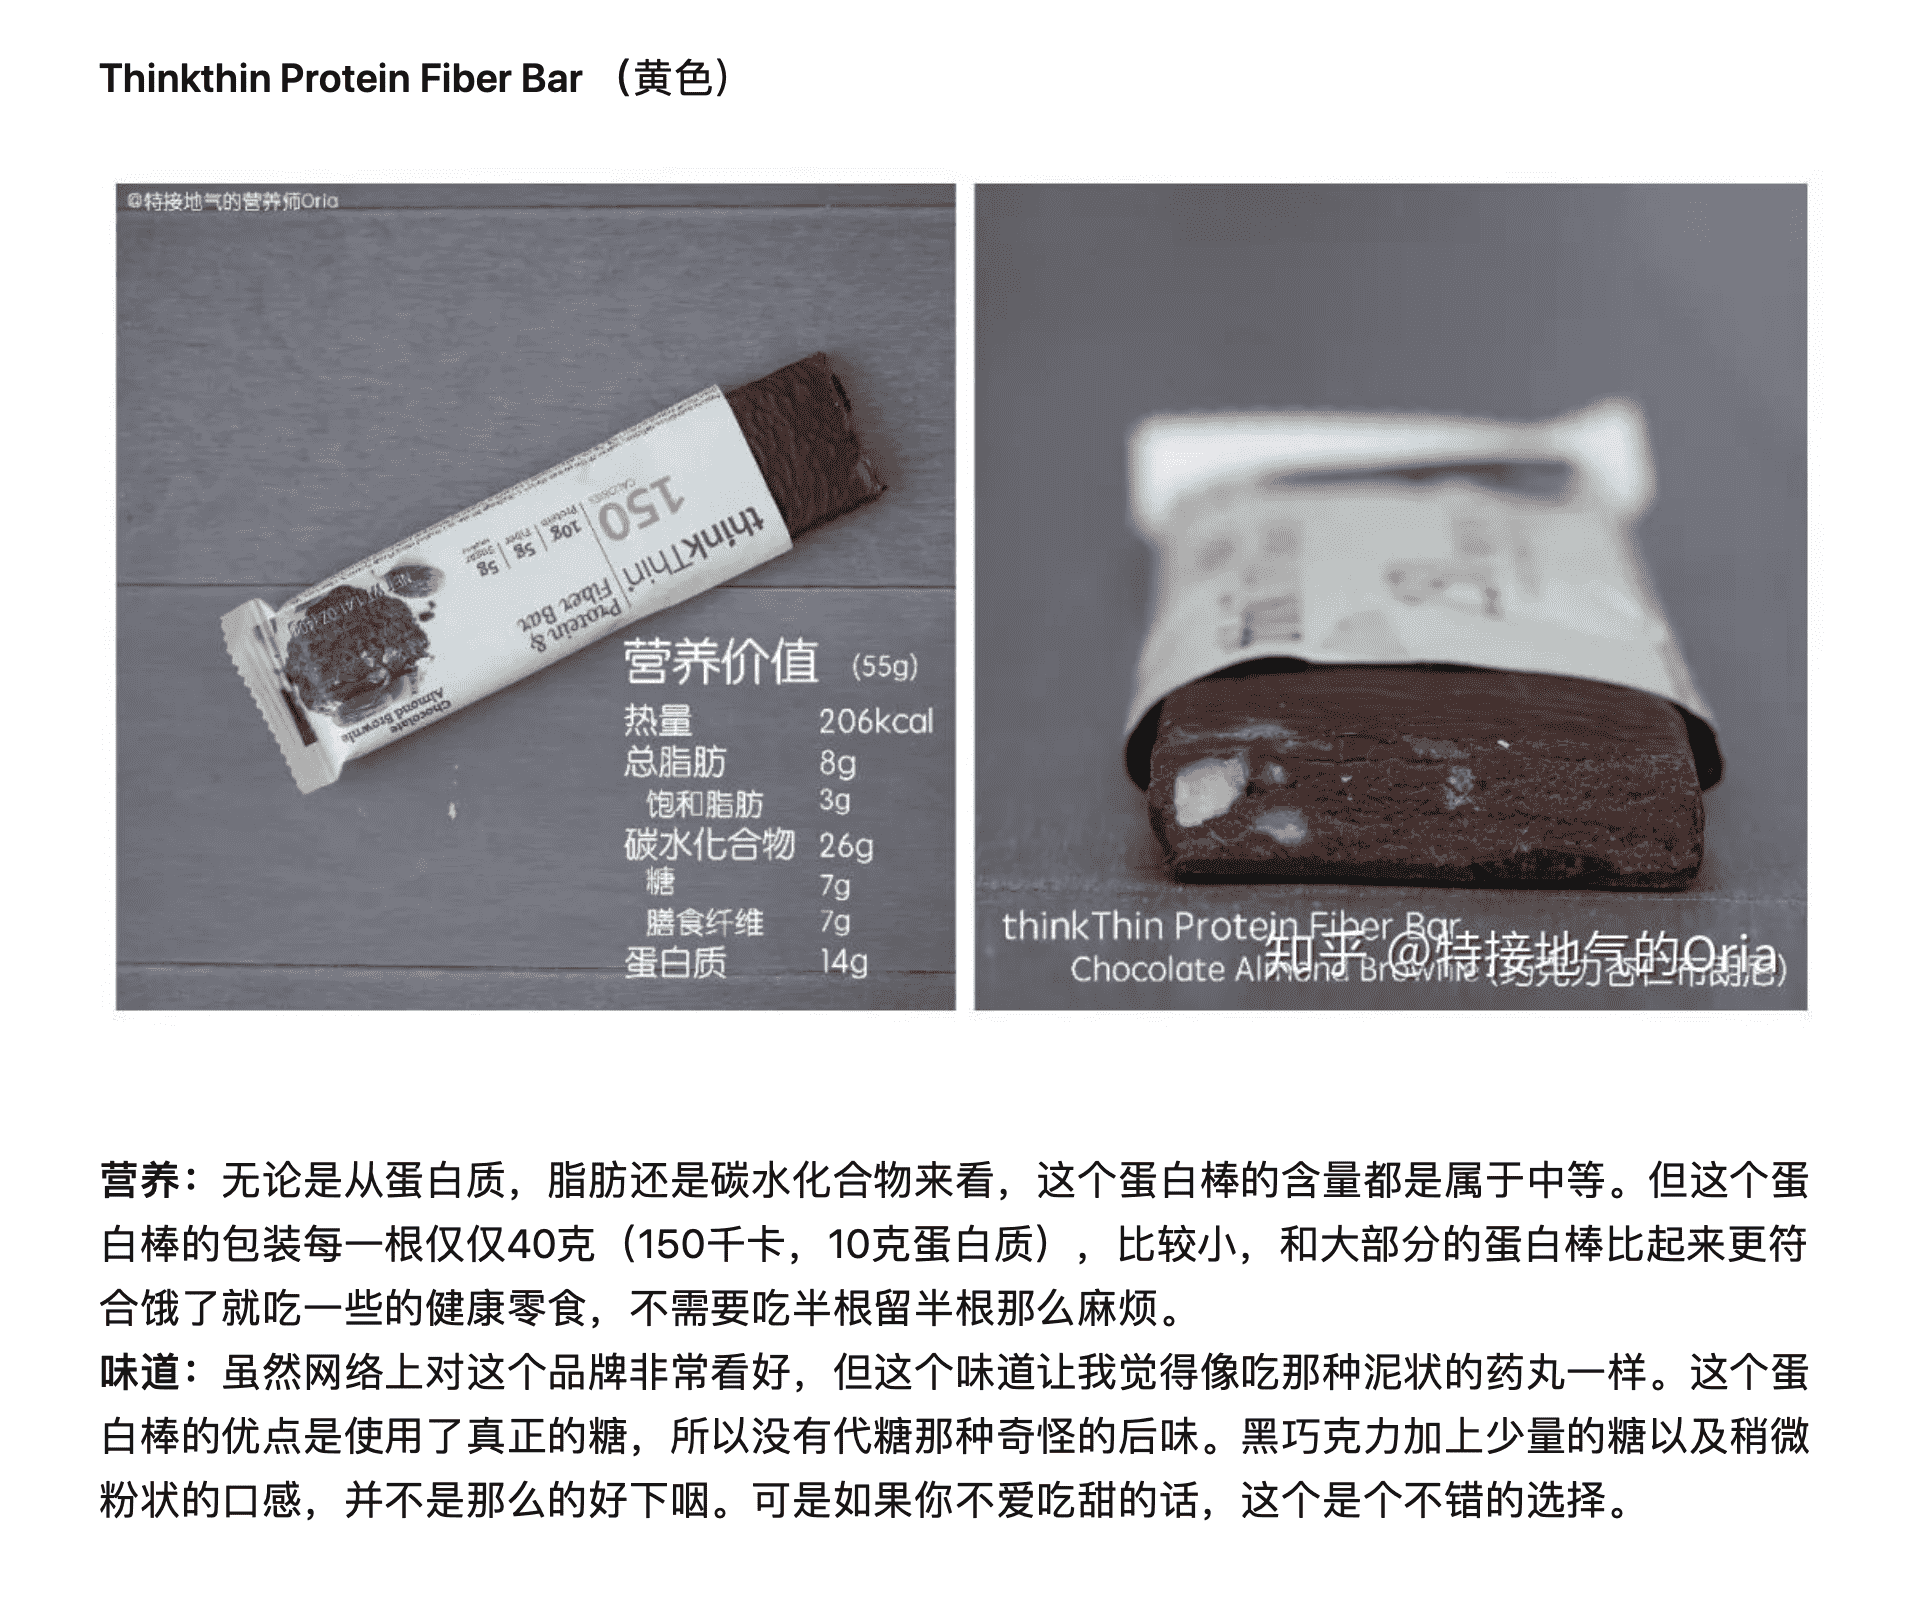 Thinkthin Protein Fiber Bar （黄色）
@特接地气的营养师Oria
thinkThin
Protein &
Fiber Bar
150
CALORIES
10g
Protein
5g
Fiber
5g
Sugar
NET WT 1.41 OZ (40g)
Chocolate
Almond Brownie
营养价值 (55g)
热量 206kcal
总脂肪 8g
饱和脂肪 3g
碳水化合物 26g
糖 7g
膳食纤维 7g
蛋白质 14g
thinkThin Protein Fiber Bar
Chocolate Almond Brownie (巧克力杏仁布朗尼)
知乎 @特接地气的Oria
营养：无论是从蛋白质，脂肪还是碳水化合物来看，这个蛋白棒的含量都是属于中等。但这个蛋
白棒的包装每一根仅仅40克（150千卡，10克蛋白质），比较小，和大部分的蛋白棒比起来更符
合饿了就吃一些的健康零食，不需要吃半根留半根那么麻烦。
味道：虽然网络上对这个品牌非常看好，但这个味道让我觉得像吃那种泥状的药丸一样。这个蛋
白棒的优点是使用了真正的糖，所以没有代糖那种奇怪的后味。黑巧克力加上少量的糖以及稍微
粉状的口感，并不是那么的好下咽。可是如果你不爱吃甜的话，这个是个不错的选择。